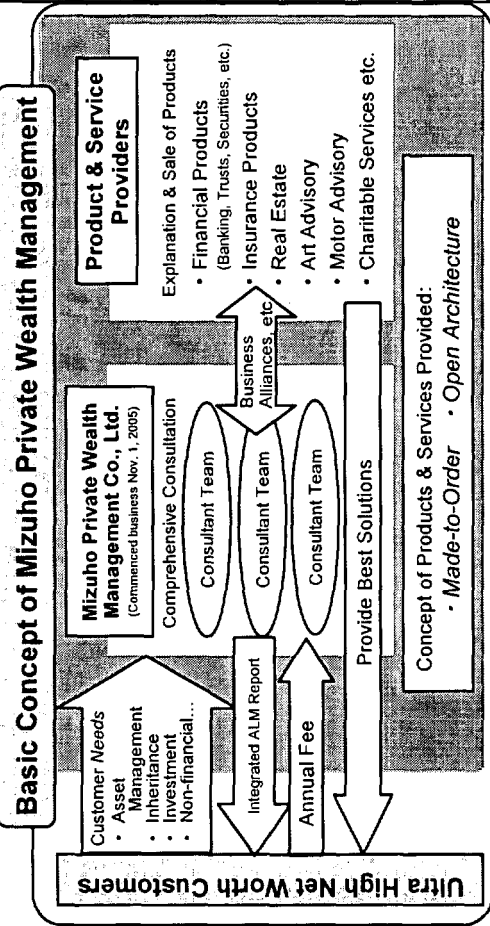 Basic Concept of Mizuho Private Wealth Management
Ultra High Net Worth Customers
Customer Needs
• Asset
Management
• Inheritance
• Investment
• Non-financial...
Integrated ALM Report
Annual Fee
Mizuho Private Wealth
Management Co., Ltd.
(Commenced business Nov. 1, 2005)
Comprehensive Consultation
Consultant Team
Consultant Team
Consultant Team
Business
Alliances, etc
Provide Best Solutions
Product & Service
Providers
Explanation & Sale of Products
• Financial Products
(Banking, Trusts, Securities, etc.)
• Insurance Products
• Real Estate
• Art Advisory
• Motor Advisory
• Charitable Services etc.
Concept of Products & Services Provided:
• Made-to-Order • Open Architecture